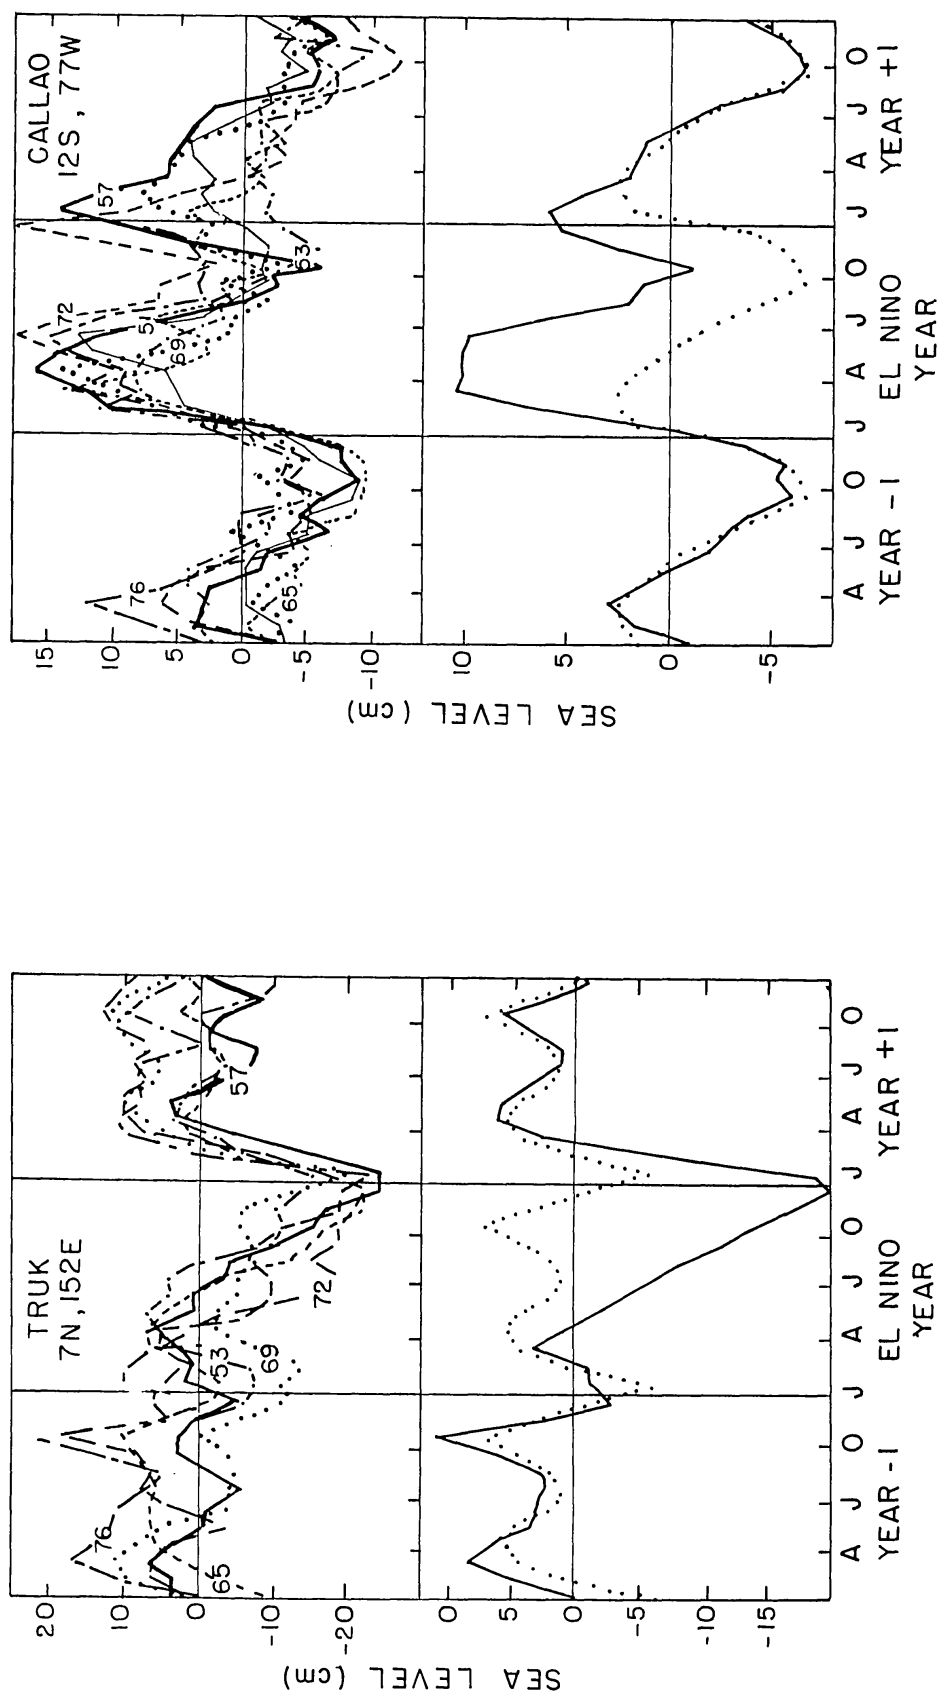 CALLAO
12S, 77W
57
72
5
69
53
76
65
15
10
5
0
-5
-10
SEA LEVEL (cm)
10
5
0
-5
A J O J A J O J A J O
YEAR -1 EL NINO YEAR +1
YEAR
TRUK
7N, 152E
76
65
53
69
72
57
20
10
0
-10
-20
SEA LEVEL (cm)
0
5
0
-5
-10
-15
A J O J A J O J A J O
YEAR -1 EL NINO YEAR +1
YEAR